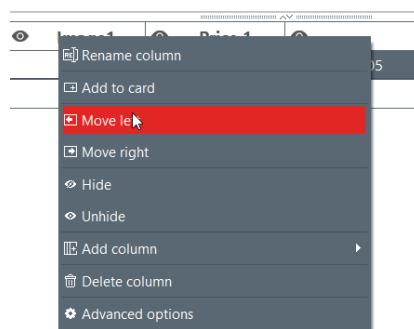 Image1 Price 1
Rename column
05
Add to card
Move left
Move right
Hide
Unhide
Add column
Delete column
Advanced options